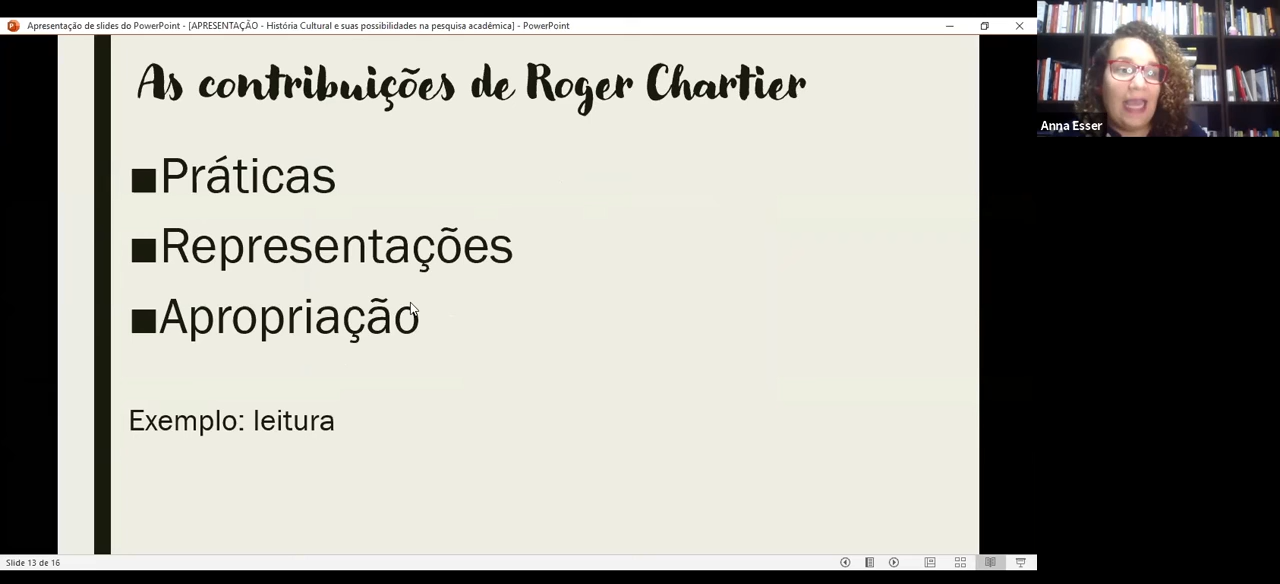 Apresentação de slides do PowerPoint - [APRESENTAÇÃO - História Cultural e suas possibilidades na pesquisa acadêmica] - PowerPoint
As contribuições de Roger Chartier
Anna Esser
■Práticas
■Representações
■Apropriação
Exemplo: leitura
Slide 13 de 16